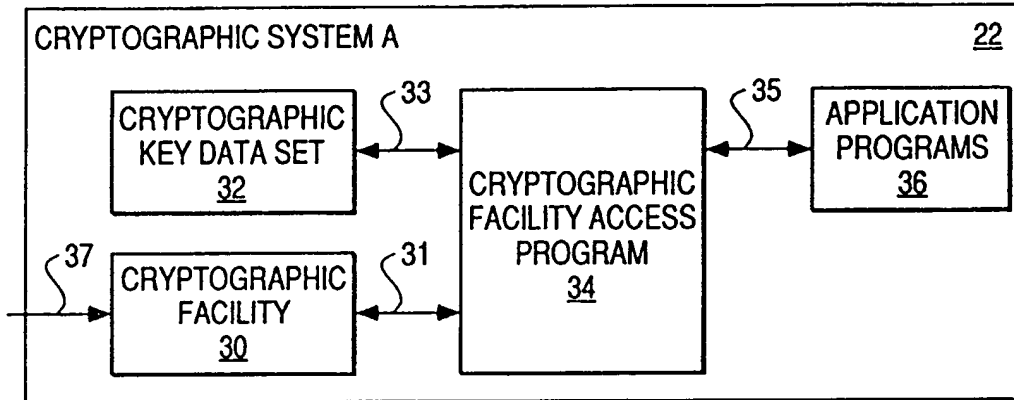 CRYPTOGRAPHIC SYSTEM A
22
CRYPTOGRAPHIC
KEY DATA SET
32
33
CRYPTOGRAPHIC
FACILITY ACCESS
PROGRAM
34
35
APPLICATION
PROGRAMS
36
37
CRYPTOGRAPHIC
FACILITY
30
31